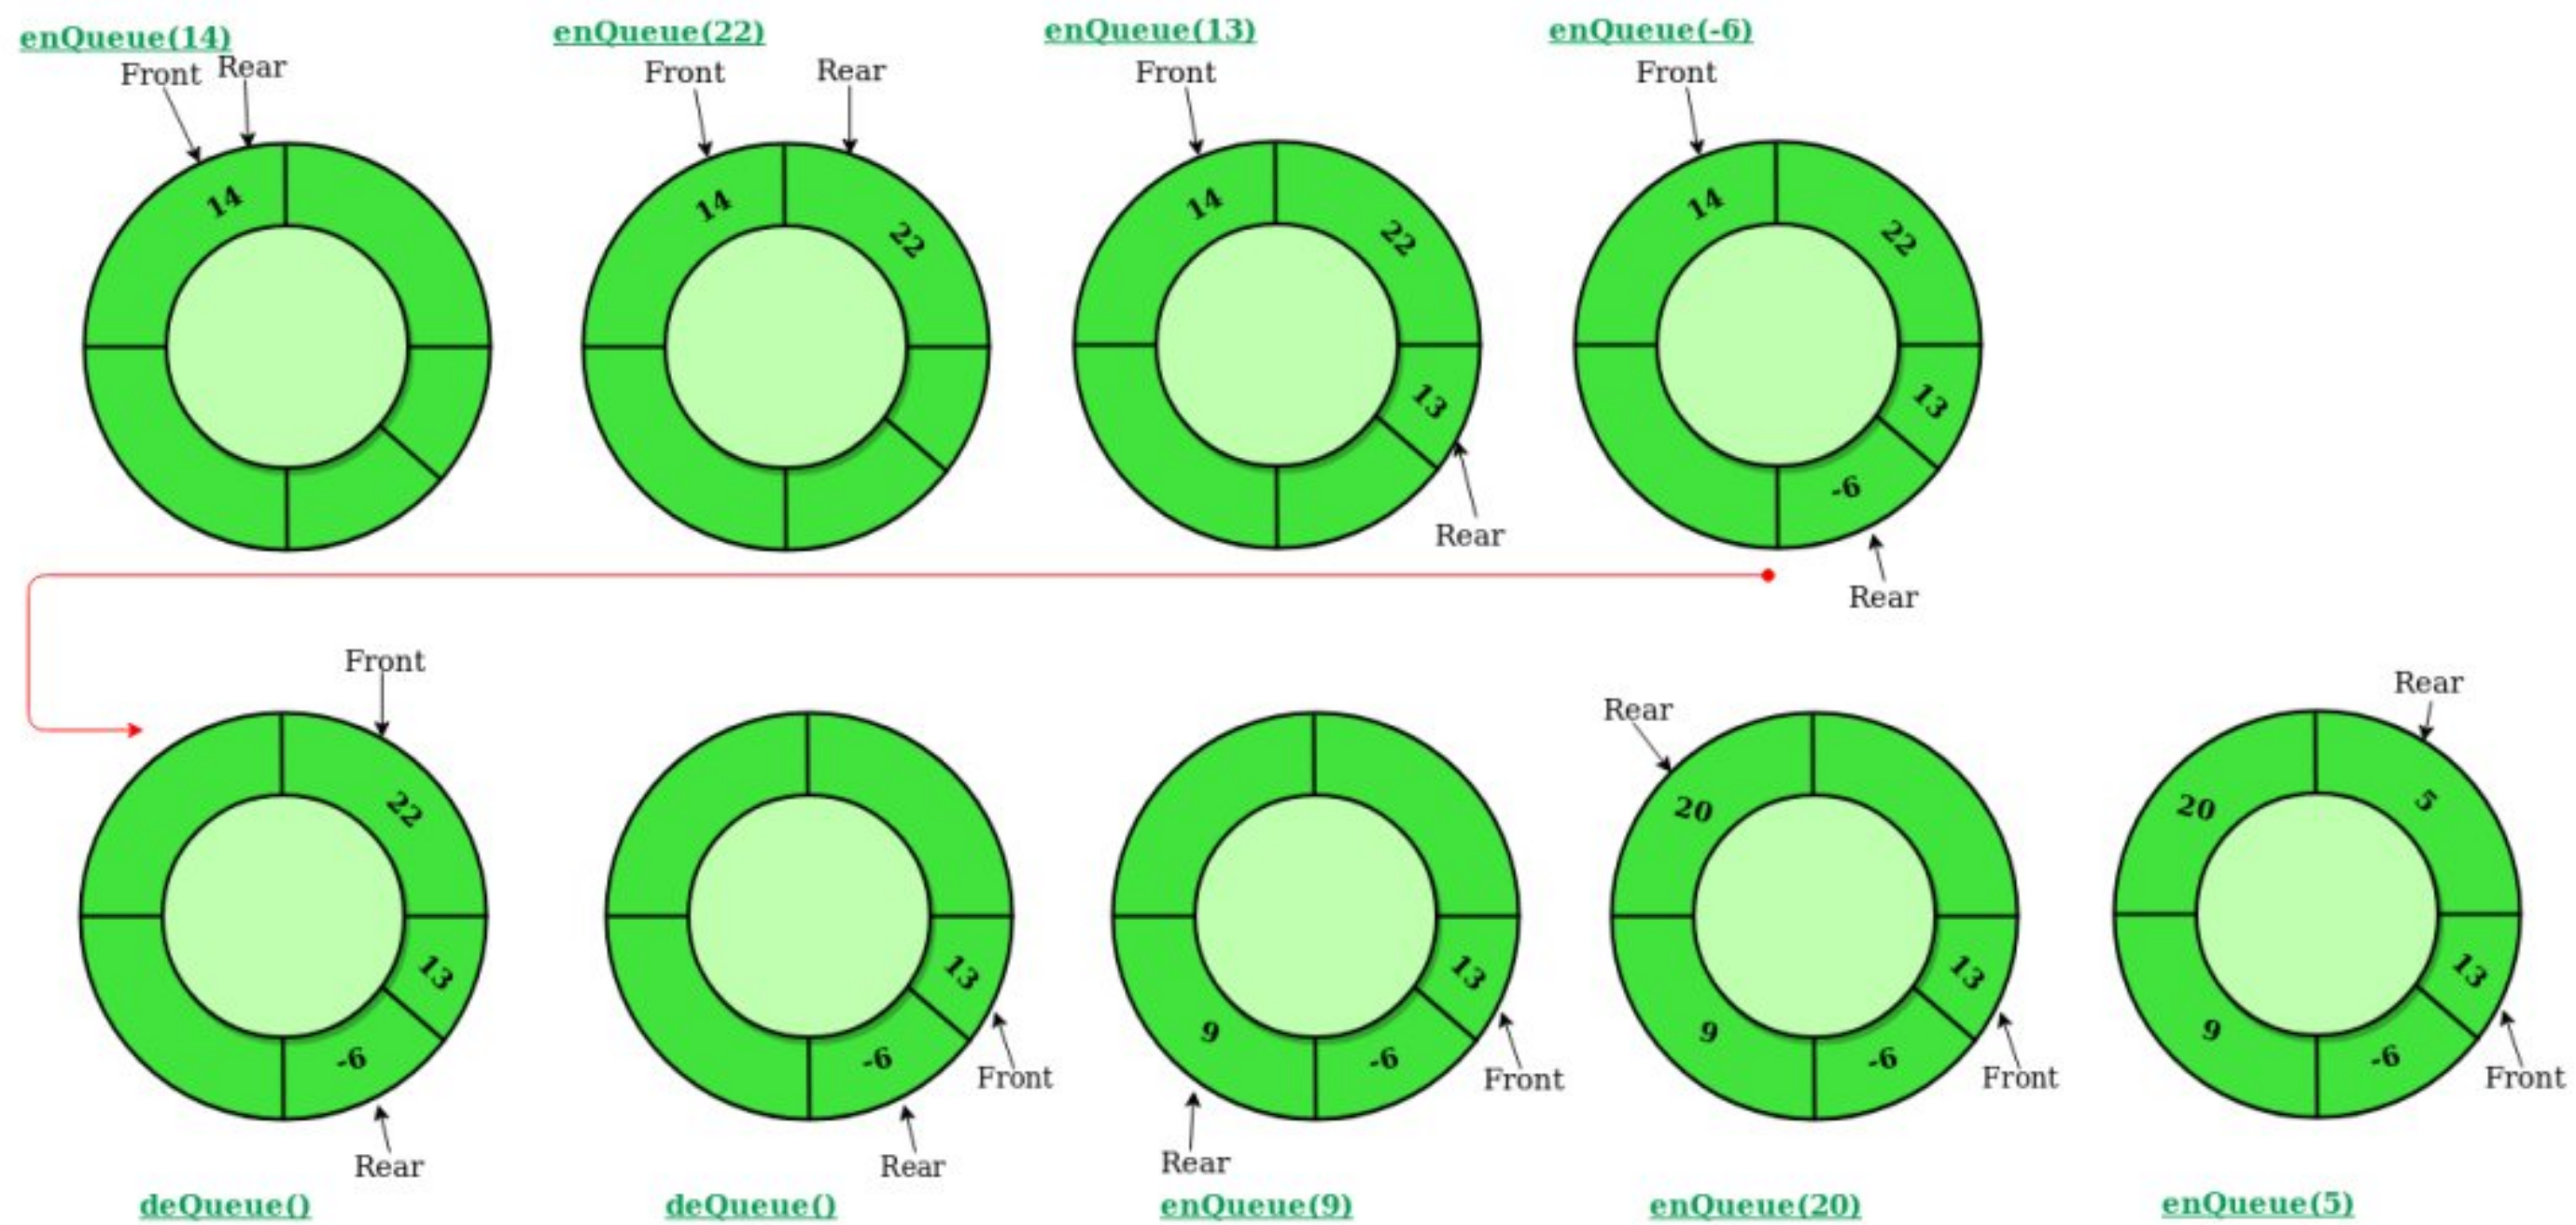 enQueue(14)
Front Rear
14
enQueue(22)
Front Rear
14
22
enQueue(13)
Front
14
22
13
Rear
enQueue(-6)
Front
14
22
13
-6
Rear
Front
22
13
-6
Rear
deQueue()
13
-6
Front
Rear
deQueue()
13
9
-6
Front
Rear
enQueue(9)
Rear
20
13
9
-6
Front
enQueue(20)
Rear
20
5
13
9
-6
Front
enQueue(5)